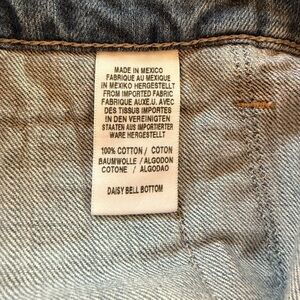 MADE IN MEXICO
FABRIQUE AU MEXIQUE
IN MEXIKO HERGESTELLT
FROM IMPORTED FABRIC
FABRIQUE AUX E.U. AVEC
DES TISSUS IMPORTES
IN DEN VEREINIGTEN
STAATEN AUS IMPORTIERTER
WARE HERGESTELLT
100% COTTON / COTON
BAUMWOLLE / ALGODON
COTONE / ALGODAO
DAISY BELL BOTTOM